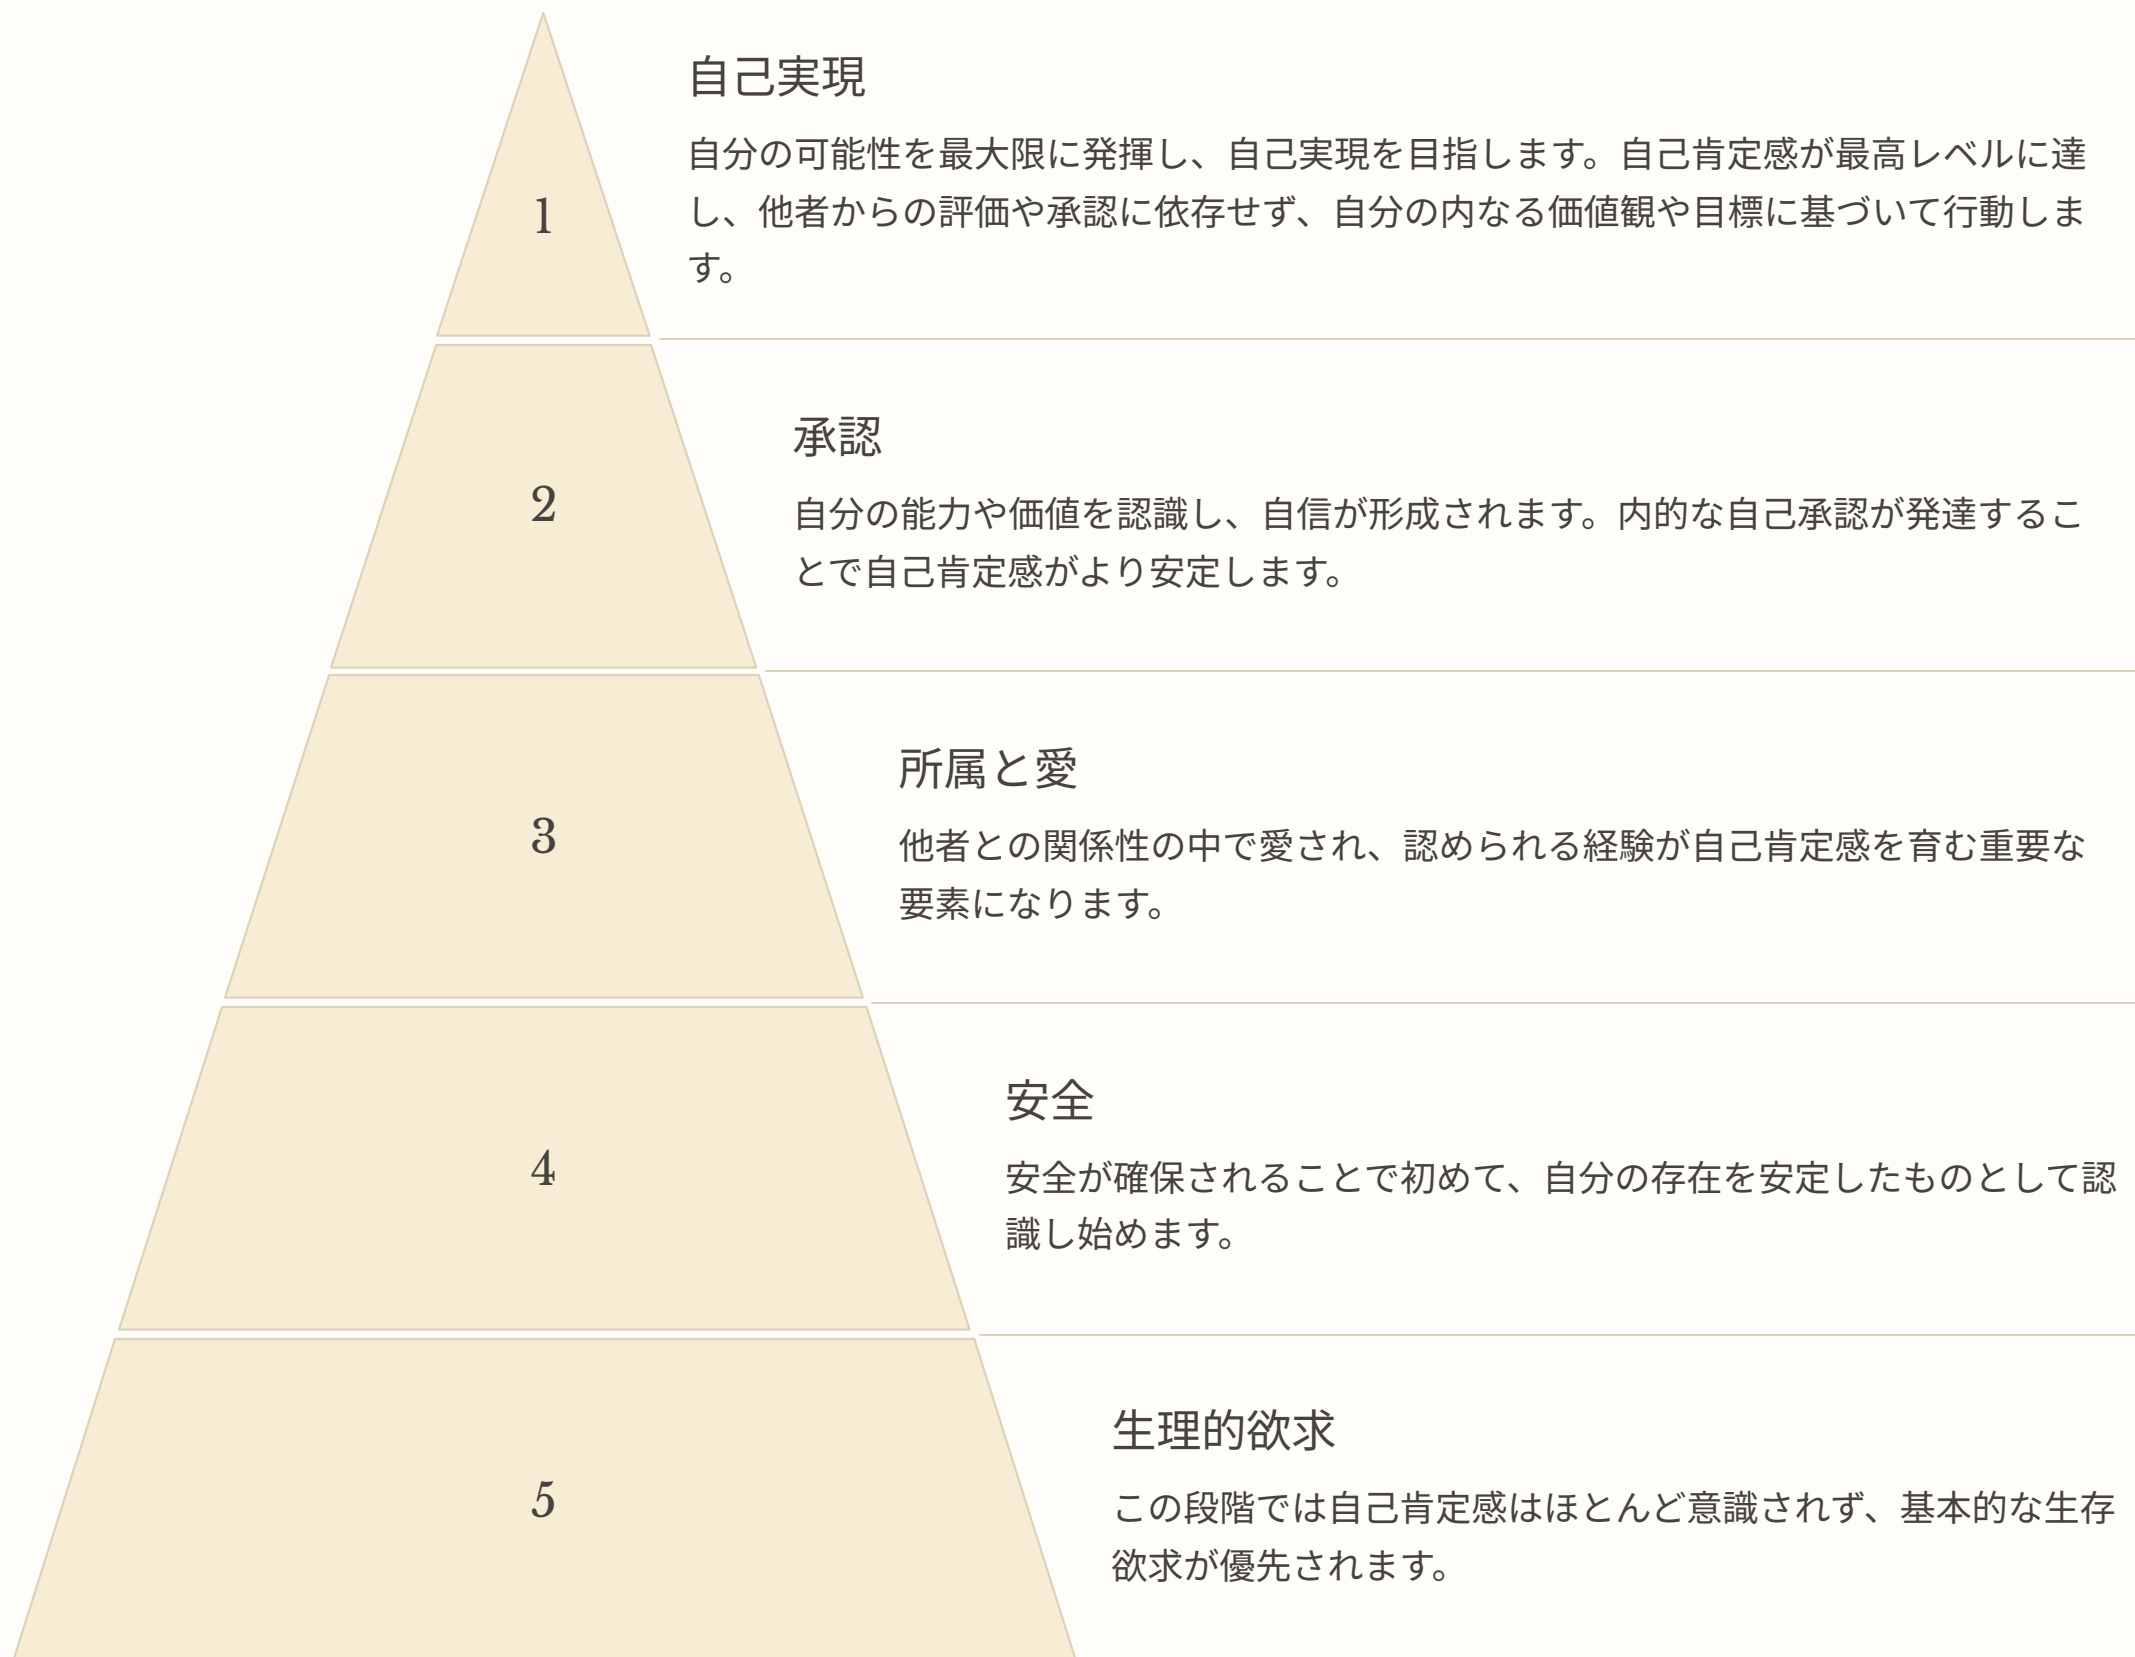 自己実現
自分の可能性を最大限に発揮し、自己実現を目指します。自己肯定感が最高レベルに達
し、他者からの評価や承認に依存せず、自分の内なる価値観や目標に基づいて行動しま
す。
1
承認
自分の能力や価値を認識し、自信が形成されます。内的な自己承認が発達するこ
とで自己肯定感がより安定します。
2
所属と愛
他者との関係性の中で愛され、認められる経験が自己肯定感を育む重要な
要素になります。
3
安全
安全が確保されることで初めて、自分の存在を安定したものとして認
識し始めます。
4
生理的欲求
この段階では自己肯定感はほとんど意識されず、基本的な生存
欲求が優先されます。
5